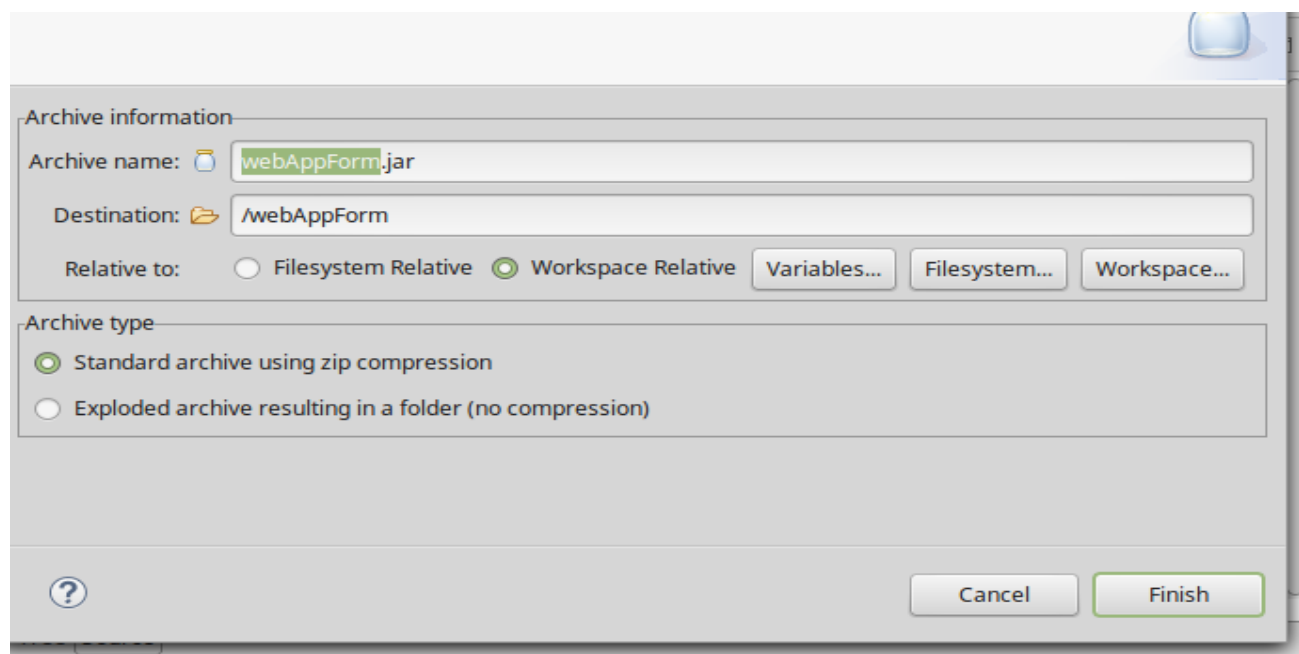 Archive information
Archive name: webAppForm.jar
Destination: /webAppForm
Relative to: Filesystem Relative Workspace Relative Variables... Filesystem... Workspace...
Archive type
Standard archive using zip compression
Exploded archive resulting in a folder (no compression)
? Cancel Finish